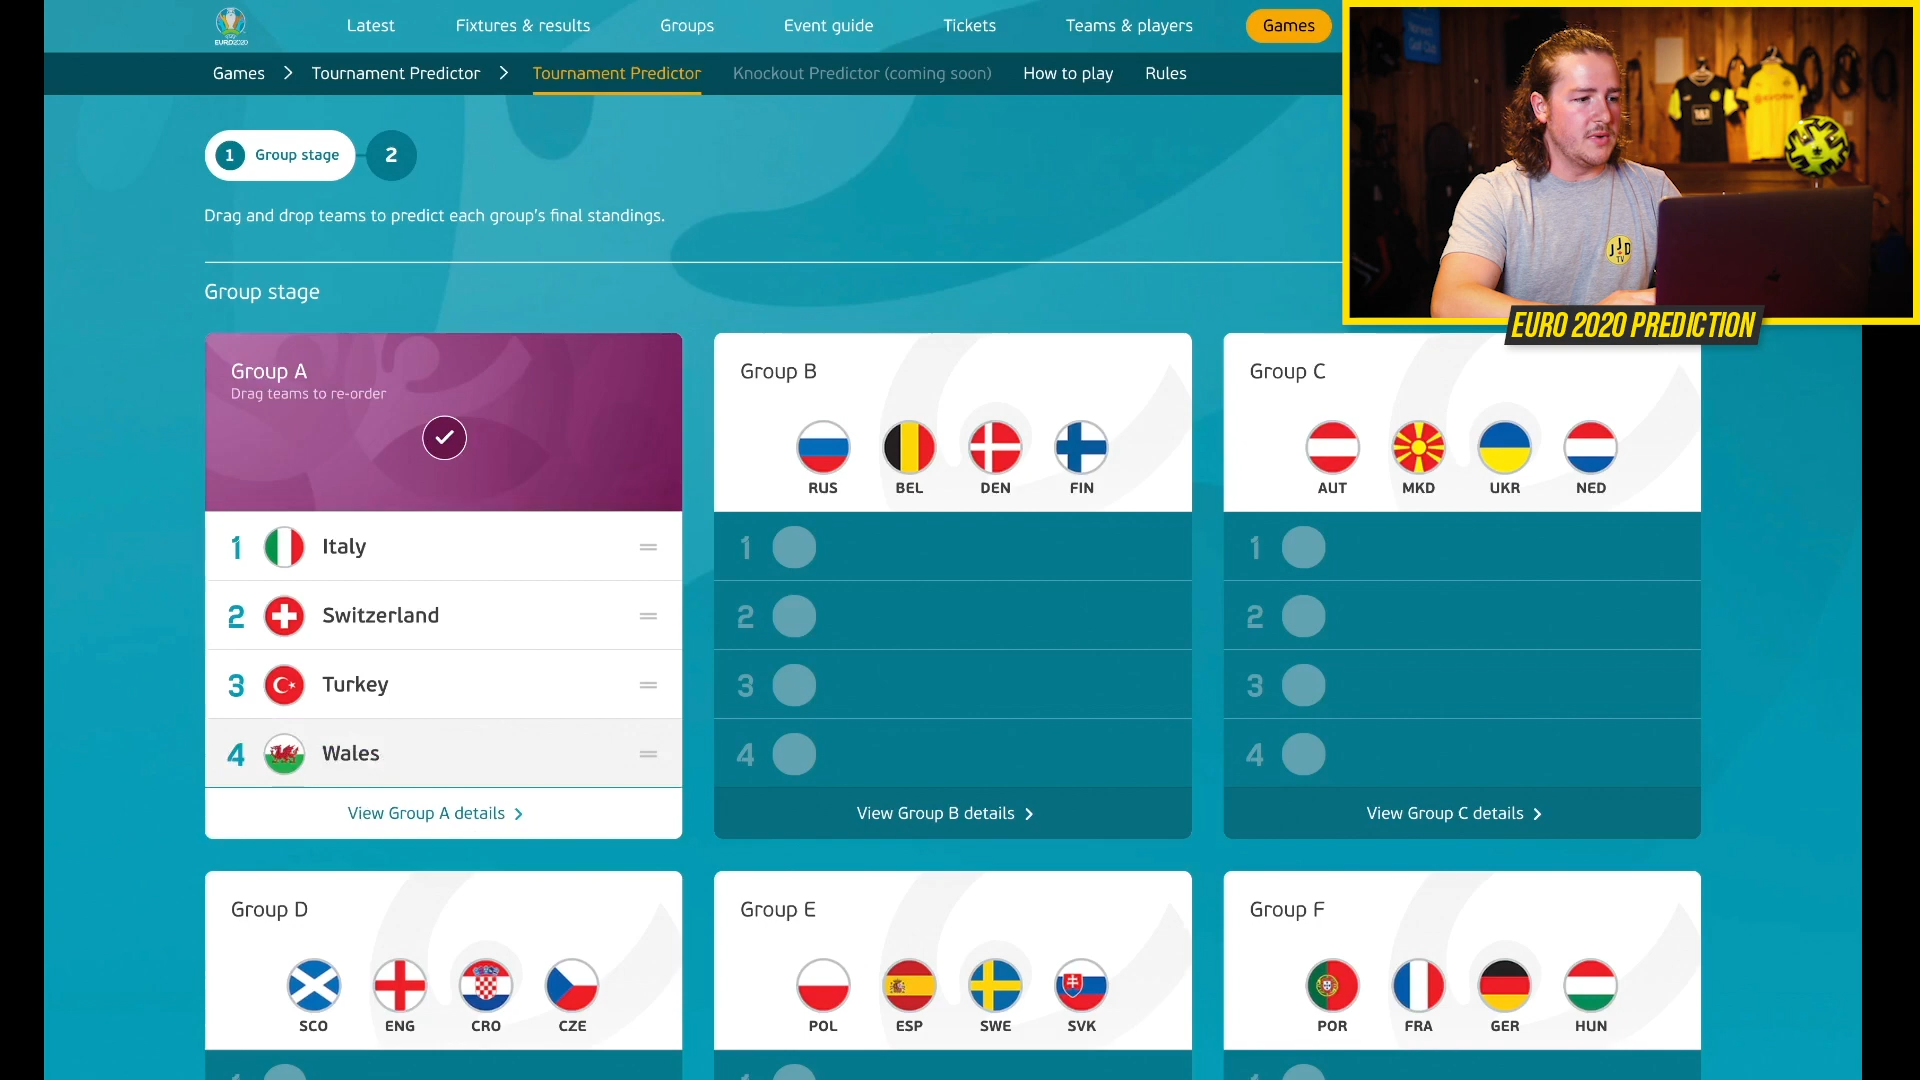 EURO2020
Latest
Fixtures & results
Groups
Event guide
Tickets
Teams & players
Games
Games
Tournament Predictor
Tournament Predictor
Knockout Predictor (coming soon)
How to play
Rules
1 Group stage
2
Drag and drop teams to predict each group's final standings.
Group stage
JJD
TV
EURO 2020 PREDICTION
Group A
Drag teams to re-order
1 Italy
2 Switzerland
3 Turkey
4 Wales
View Group A details
Group B
RUS BEL DEN FIN
1
2
3
4
View Group B details
Group C
AUT MKD UKR NED
1
2
3
4
View Group C details
Group D
SCO ENG CRO CZE
Group E
POL ESP SWE SVK
Group F
POR FRA GER HUN